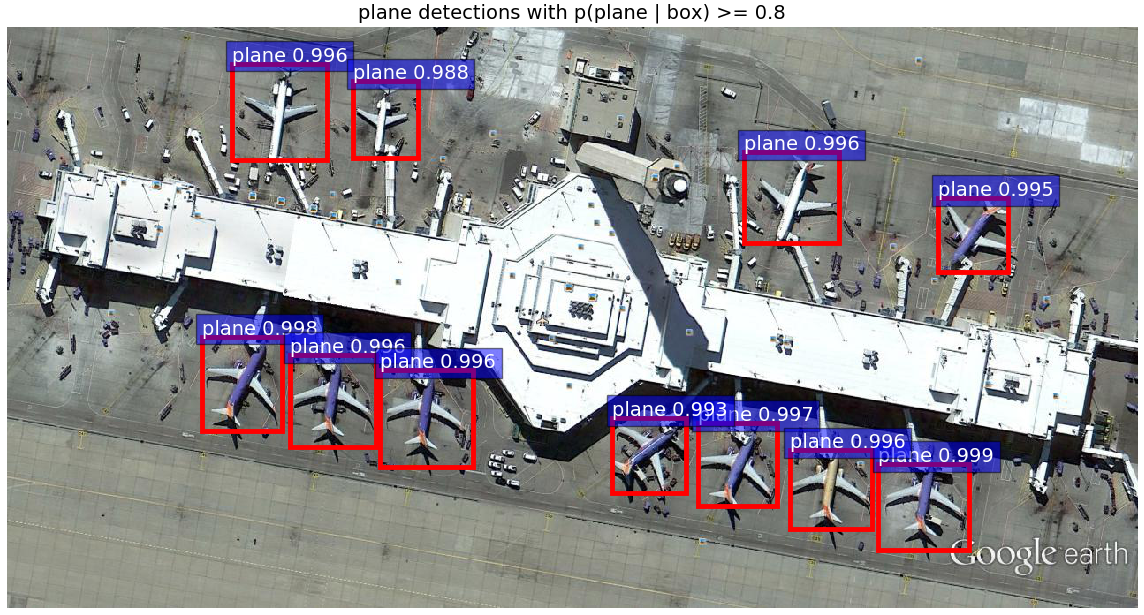 plane detections with p(plane | box) >= 0.8
plane 0.996
plane 0.988
plane 0.996
plane 0.995
plane 0.998
plane 0.996
plane 0.996
plane 0.993
plane 0.997
plane 0.996
plane 0.999
Google earth